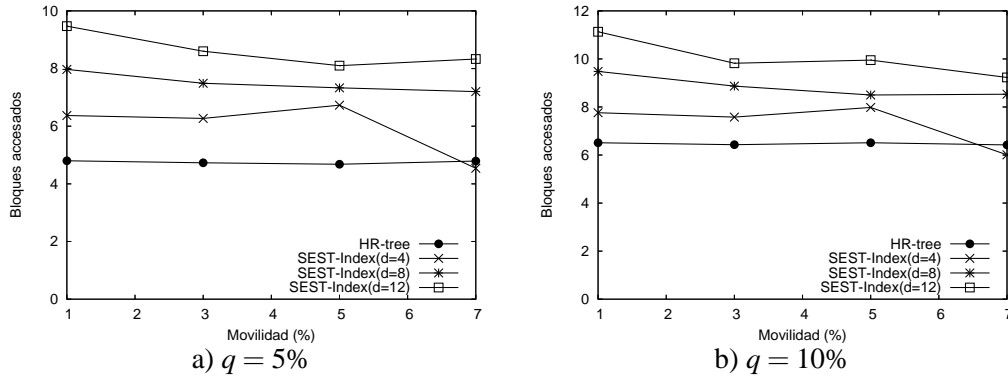 10
8
6
4
2
0
Bloques accesados
HR-tree
SEST-Index(d=4)
SEST-Index(d=8)
SEST-Index(d=12)
1 2 3 4 5 6 7
Movilidad (%)
a) q = 5%
12
10
8
6
4
2
0
Bloques accesados
HR-tree
SEST-Index(d=4)
SEST-Index(d=8)
SEST-Index(d=12)
1 2 3 4 5 6 7
Movilidad (%)
b) q = 10%